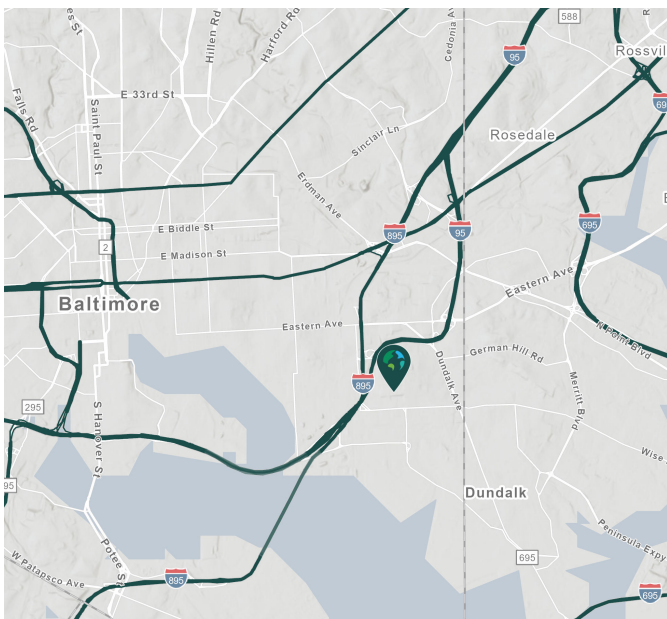 es St
Hillen Rd
Harford Rd
Cedonia Av
588
95
Rossvil
R
Falls Rd
Saint Paul St
E 33rd St
69
Sinclair Ln
Rosedale
Erdman Ave
E
E Biddle St
895
95
695
2
E Madison St
Eastern Ave
Baltimore
Eastern Ave
N Point Blvd
German Hill Rd
Dundalk Ave
895
Merritt Blvd
295
S Hanover St
Wise
95
Dundalk
Peninsula Expy
Potee St
695
W Patapsco Ave
895
695